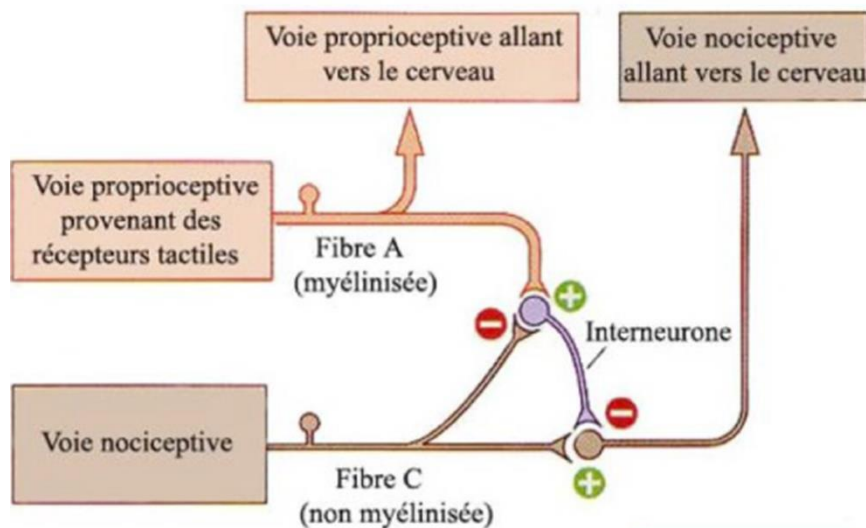 Voie proprioceptive allant
vers le cerveau
Voie nociceptive
allant vers le cerveau
Voie proprioceptive
provenant des
récepteurs tactiles
Fibre A
(myélinisée)
Interneurone
Voie nociceptive
Fibre C
(non myélinisée)